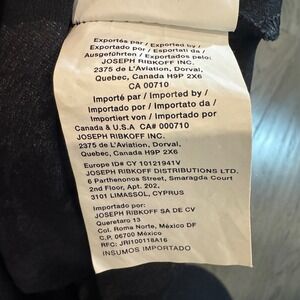 Exportés par / Exported by /
Exportado por / Esportati da /
Ausgeführten / Exportados pelo:
JOSEPH RIBKOFF INC.
2375 de L'Aviation, Dorval,
Quebec, Canada H9P 2X6
CA 00710
Importé par / Imported by /
Importado por / Importato da /
Importiert von / Importado por
Canada & U.S.A CA# 000710
JOSEPH RIBKOFF INC.
2375 de L'Aviation, Dorval,
Quebec, Canada H9P 2X6
Europe ID# CY 10121941V
JOSEPH RIBKOFF DISTRIBUTIONS LTD.
6 Parthenonos Street, Smaragda Court
2nd Floor, Apt. 202,
3101 LIMASSOL, CYPRUS
Importado por:
JOSEPH RIBKOFF SA DE CV
Queretaro 13
Col. Roma Norte, México DF
C.P. 06700 México
RFC: JRI100118A16
INSUMOS IMPORTADO